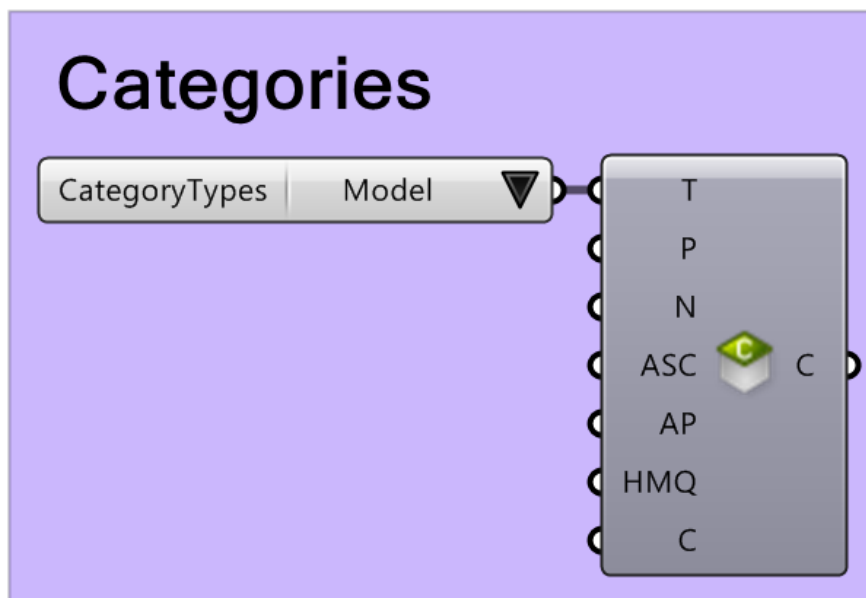 Categories
CategoryTypes Model T
P
N
ASC C C
AP
HMQ
C